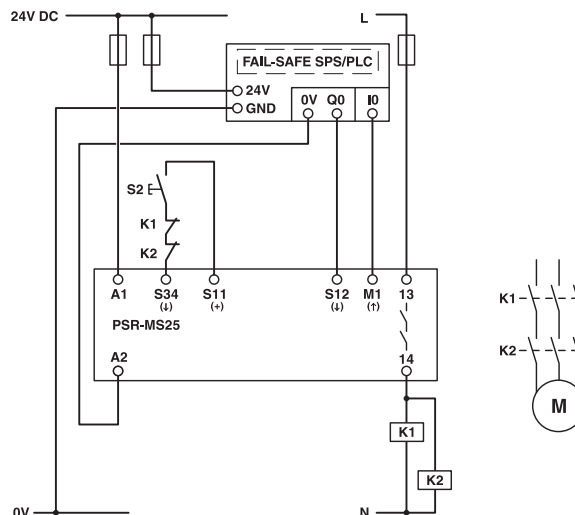 24V DC
L
FAIL-SAFE SPS/PLC
24V
GND
0V Q0 I0
S2
K1
K2
A1 S34 S11 S12 M1 13
(↓) (+) (↓) (↑)
PSR-MS25
A2 14
K1
K2
K1
K2
M
0V
N